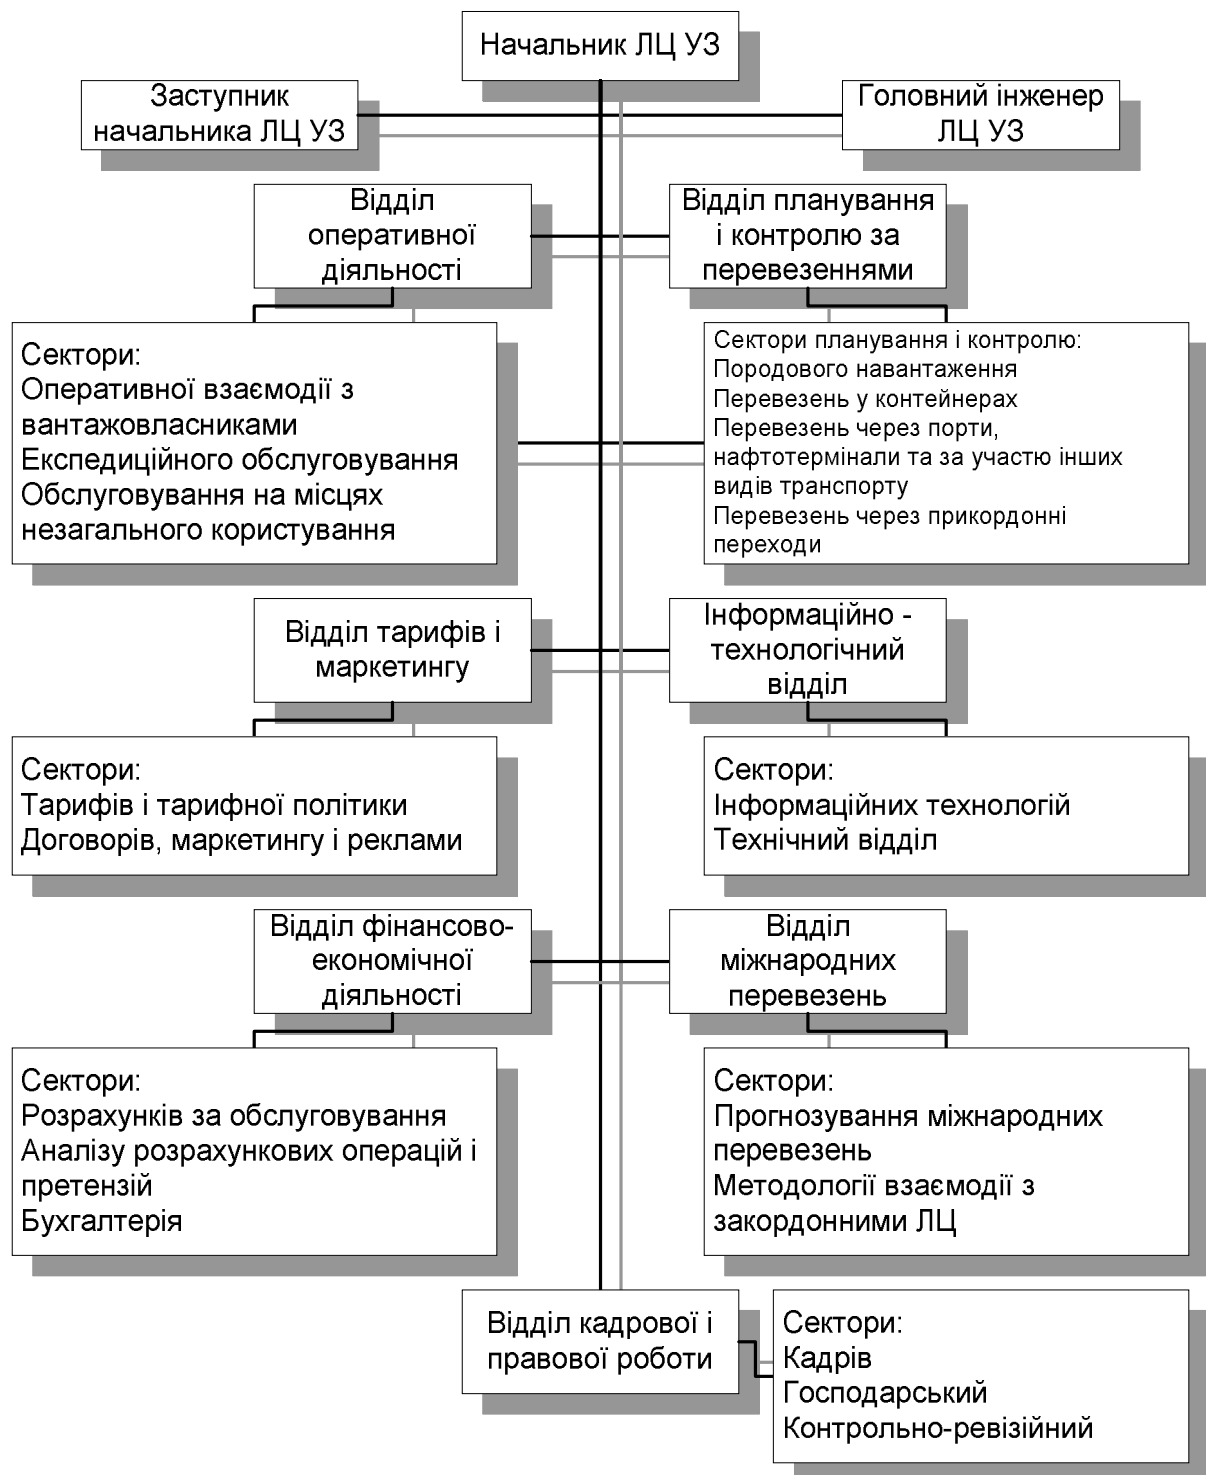 Начальник ЛЦ УЗ
Заступник
начальника ЛЦ УЗ
Головний інженер
ЛЦ УЗ
Відділ
оперативної
діяльності
Відділ планування
і контролю за
перевезеннями
Сектори:
Оперативної взаємодії з
вантажовласниками
Експедиційного обслуговування
Обслуговування на місцях
незагального користування
Сектори планування і контролю:
Породового навантаження
Перевезень у контейнерах
Перевезень через порти,
нафтотермінали та за участю інших
видів транспорту
Перевезень через прикордонні
переходи
Відділ тарифів і
маркетингу
Інформаційно -
технологічний
відділ
Сектори:
Тарифів і тарифної політики
Договорів, маркетингу і реклами
Сектори:
Інформаційних технологій
Технічний відділ
Відділ фінансово-
економічної
діяльності
Відділ
міжнародних
перевезень
Сектори:
Розрахунків за обслуговування
Аналізу розрахункових операцій і
претензій
Бухгалтерія
Сектори:
Прогнозування міжнародних
перевезень
Методології взаємодії з
закордонними ЛЦ
Відділ кадрової і
правової роботи
Сектори:
Кадрів
Господарський
Контрольно-ревізійний